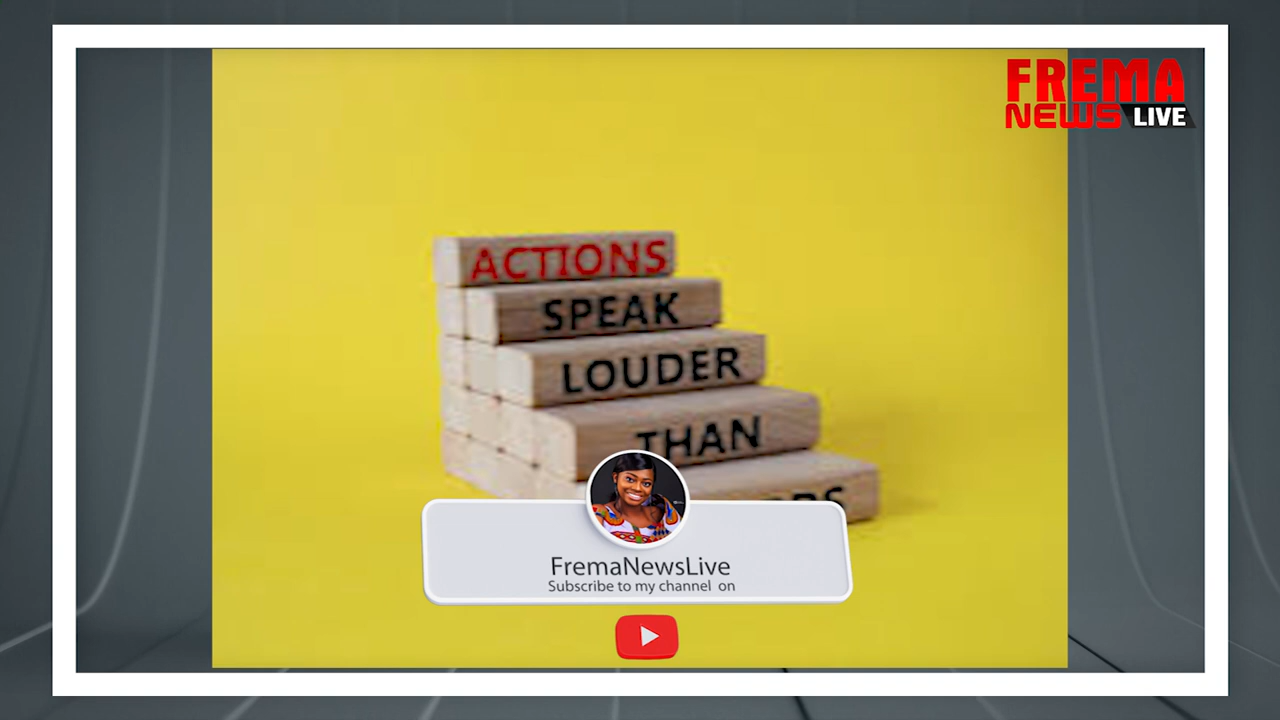 FREMA
NEWS LIVE
ACTIONS
SPEAK
LOUDER
THAN
FremaNewsLive
Subscribe to my channel on